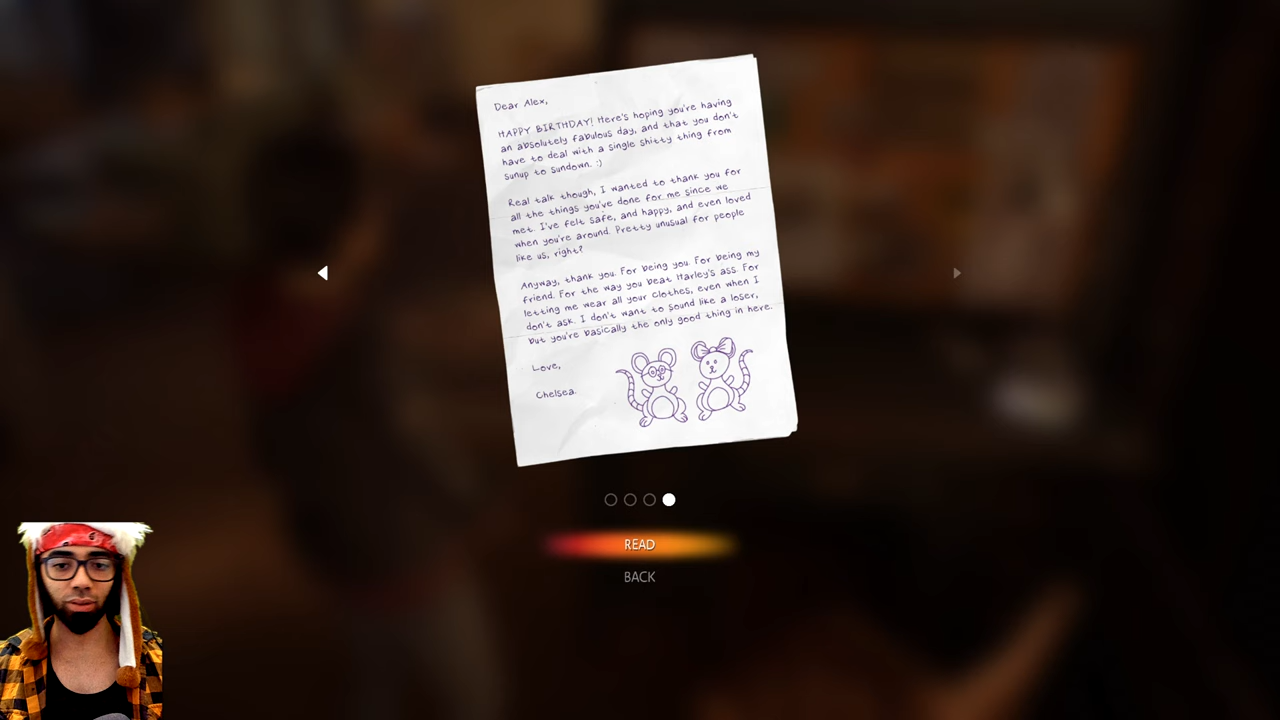 Dear Alex,
HAPPY BIRTHDAY! Here's hoping you're having
an absolutely fabulous day, and that you don't
have to deal with a single shitty thing from
sunup to sundown. :)
Real talk though, I wanted to thank you for
all the things you've done for me since we
met. I've felt safe, and happy, and even loved
when you're around. Pretty unusual for people
like us, right?
Anyway, thank you. For being you. For being my
friend. For the way you beat Harley's ass. For
letting me wear all your clothes, even when I
don't ask. I don't want to sound like a loser,
but you're basically the only good thing in here.
Love,
Chelsea.
READ
BACK